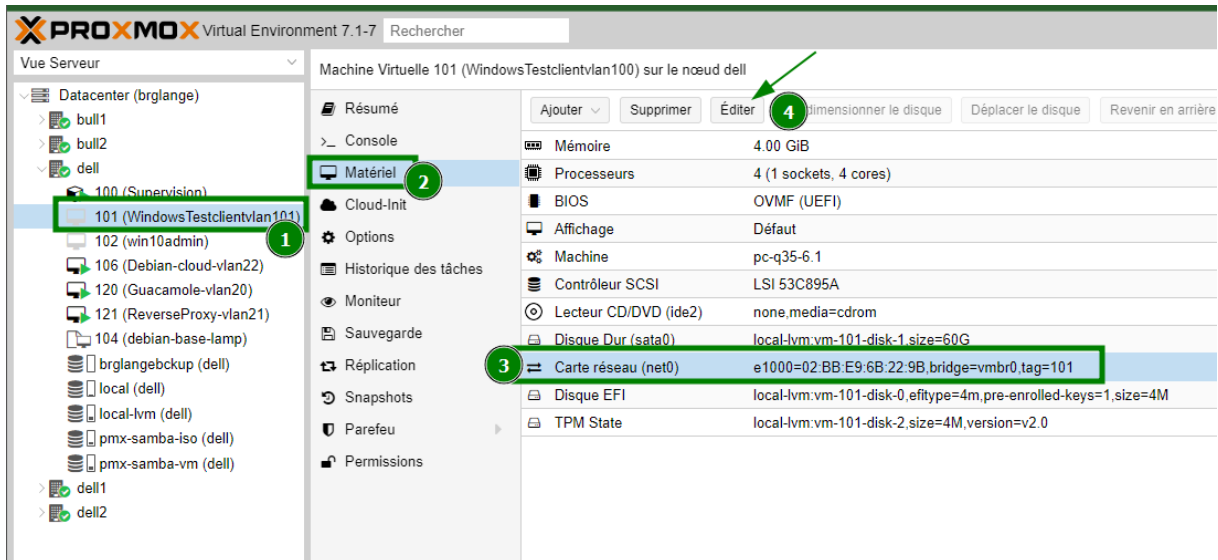 PROXMOX Virtual Environment 7.1-7 Rechercher
Vue Serveur
Datacenter (brglange)
bull1
bull2
dell
100 (Supervision)
101 (WindowsTestclientvlan101)
1
102 (win10admin)
106 (Debian-cloud-vlan22)
120 (Guacamole-vlan20)
121 (ReverseProxy-vlan21)
104 (debian-base-lamp)
brglangebckup (dell)
local (dell)
local-lvm (dell)
pmx-samba-iso (dell)
pmx-samba-vm (dell)
dell1
dell2
Machine Virtuelle 101 (WindowsTestclientvlan100) sur le nœud dell
Résumé
Console
Matériel
2
Cloud-Init
Options
Historique des tâches
Moniteur
Sauvegarde
Réplication
Snapshots
Parefeu
Permissions
Ajouter Supprimer Éditer 4 dimensionner le disque Déplacer le disque Revenir en arrière
Mémoire 4.00 GiB
Processeurs 4 (1 sockets, 4 cores)
BIOS OVMF (UEFI)
Affichage Défaut
Machine pc-q35-6.1
Contrôleur SCSI LSI 53C895A
Lecteur CD/DVD (ide2) none,media=cdrom
Disque Dur (sata0) local-lvm:vm-101-disk-1,size=60G
3 Carte réseau (net0) e1000=02:BB:E9:6B:22:9B,bridge=vmbr0,tag=101
Disque EFI local-lvm:vm-101-disk-0,efitype=4m,pre-enrolled-keys=1,size=4M
TPM State local-lvm:vm-101-disk-2,size=4M,version=v2.0